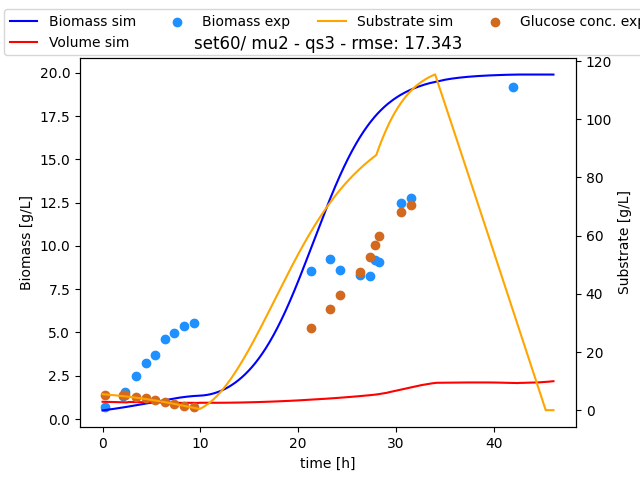 Biomass sim Biomass exp Substrate sim Glucose conc. exp
Volume sim
set60/ mu2 - qs3 - rmse: 17.343
20.0
17.5
15.0
12.5
10.0
7.5
5.0
2.5
0.0
Biomass [g/L]
120
100
80
60
40
20
0
Substrate [g/L]
0 10 20 30 40
time [h]